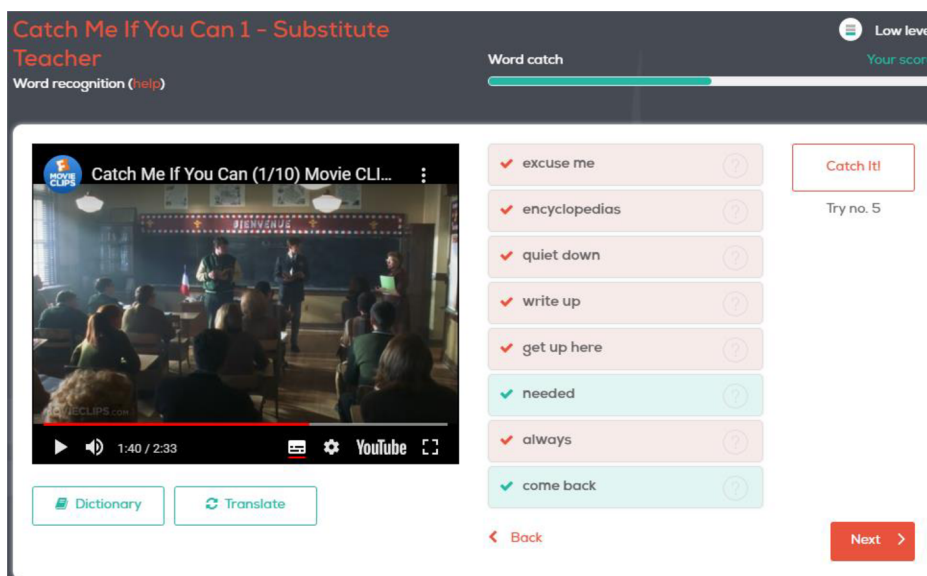 Catch Me If You Can 1 - Substitute
Teacher
Word recognition (help)
Word catch
Low leve
Your scor
MOVIE
CLIPS
Catch Me If You Can (1/10) Movie CLI...
BIENVENUE
MOVIECLIPS.COM
1:40 / 2:33
YouTube
Dictionary
Translate
excuse me
encyclopedias
quiet down
write up
get up here
needed
always
come back
Catch It!
Try no. 5
Back
Next